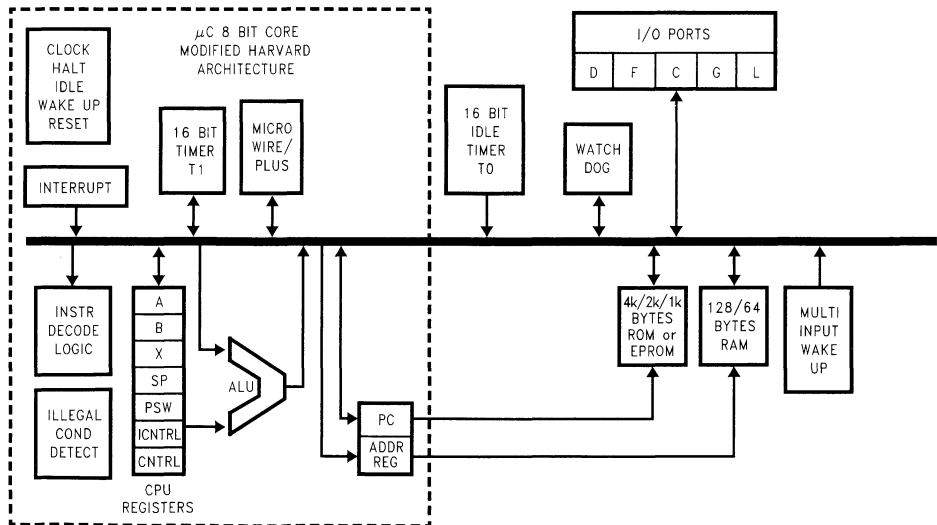 µC 8 BIT CORE
MODIFIED HARVARD
ARCHITECTURE
CLOCK
HALT
IDLE
WAKE UP
RESET
INTERRUPT
16 BIT
TIMER
T1
MICRO
WIRE/
PLUS
16 BIT
IDLE
TIMER
T0
WATCH
DOG
I/O PORTS
D F C G L
INSTR
DECODE
LOGIC
ILLEGAL
COND
DETECT
A
B
X
SP
PSW
ICNTRL
CNTRL
CPU
REGISTERS
ALU
PC
ADDR
REG
4k/2k/1k
BYTES
ROM or
EPROM
128/64
BYTES
RAM
MULTI
INPUT
WAKE
UP